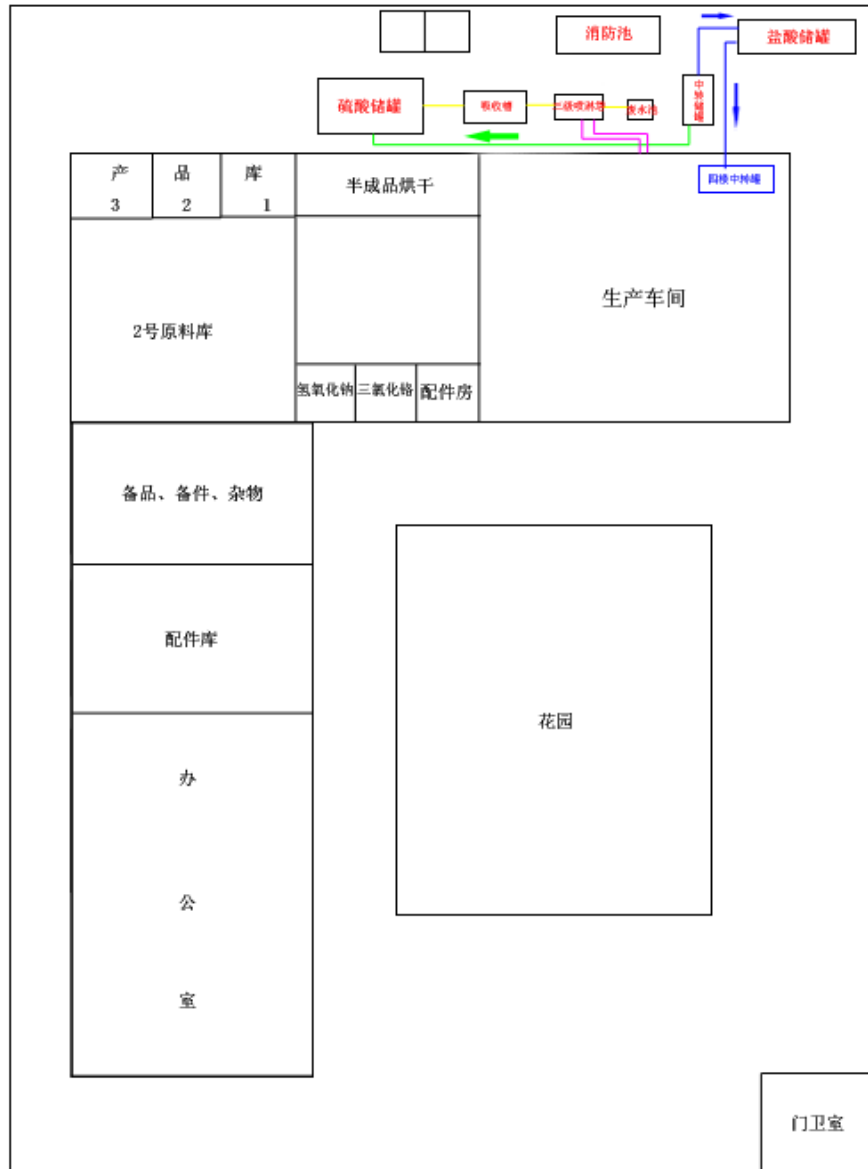 消防池
盐酸储罐
硫酸储罐
吸收槽
三级喷淋塔
废水池
中转储罐
四楼中转罐
产 品 库
3 2 1
半成品烘干
生产车间
2号原料库
氢氧化钠
三氯化铬
配件房
备品、备件、杂物
配件库
花园
办
公
室
门卫室